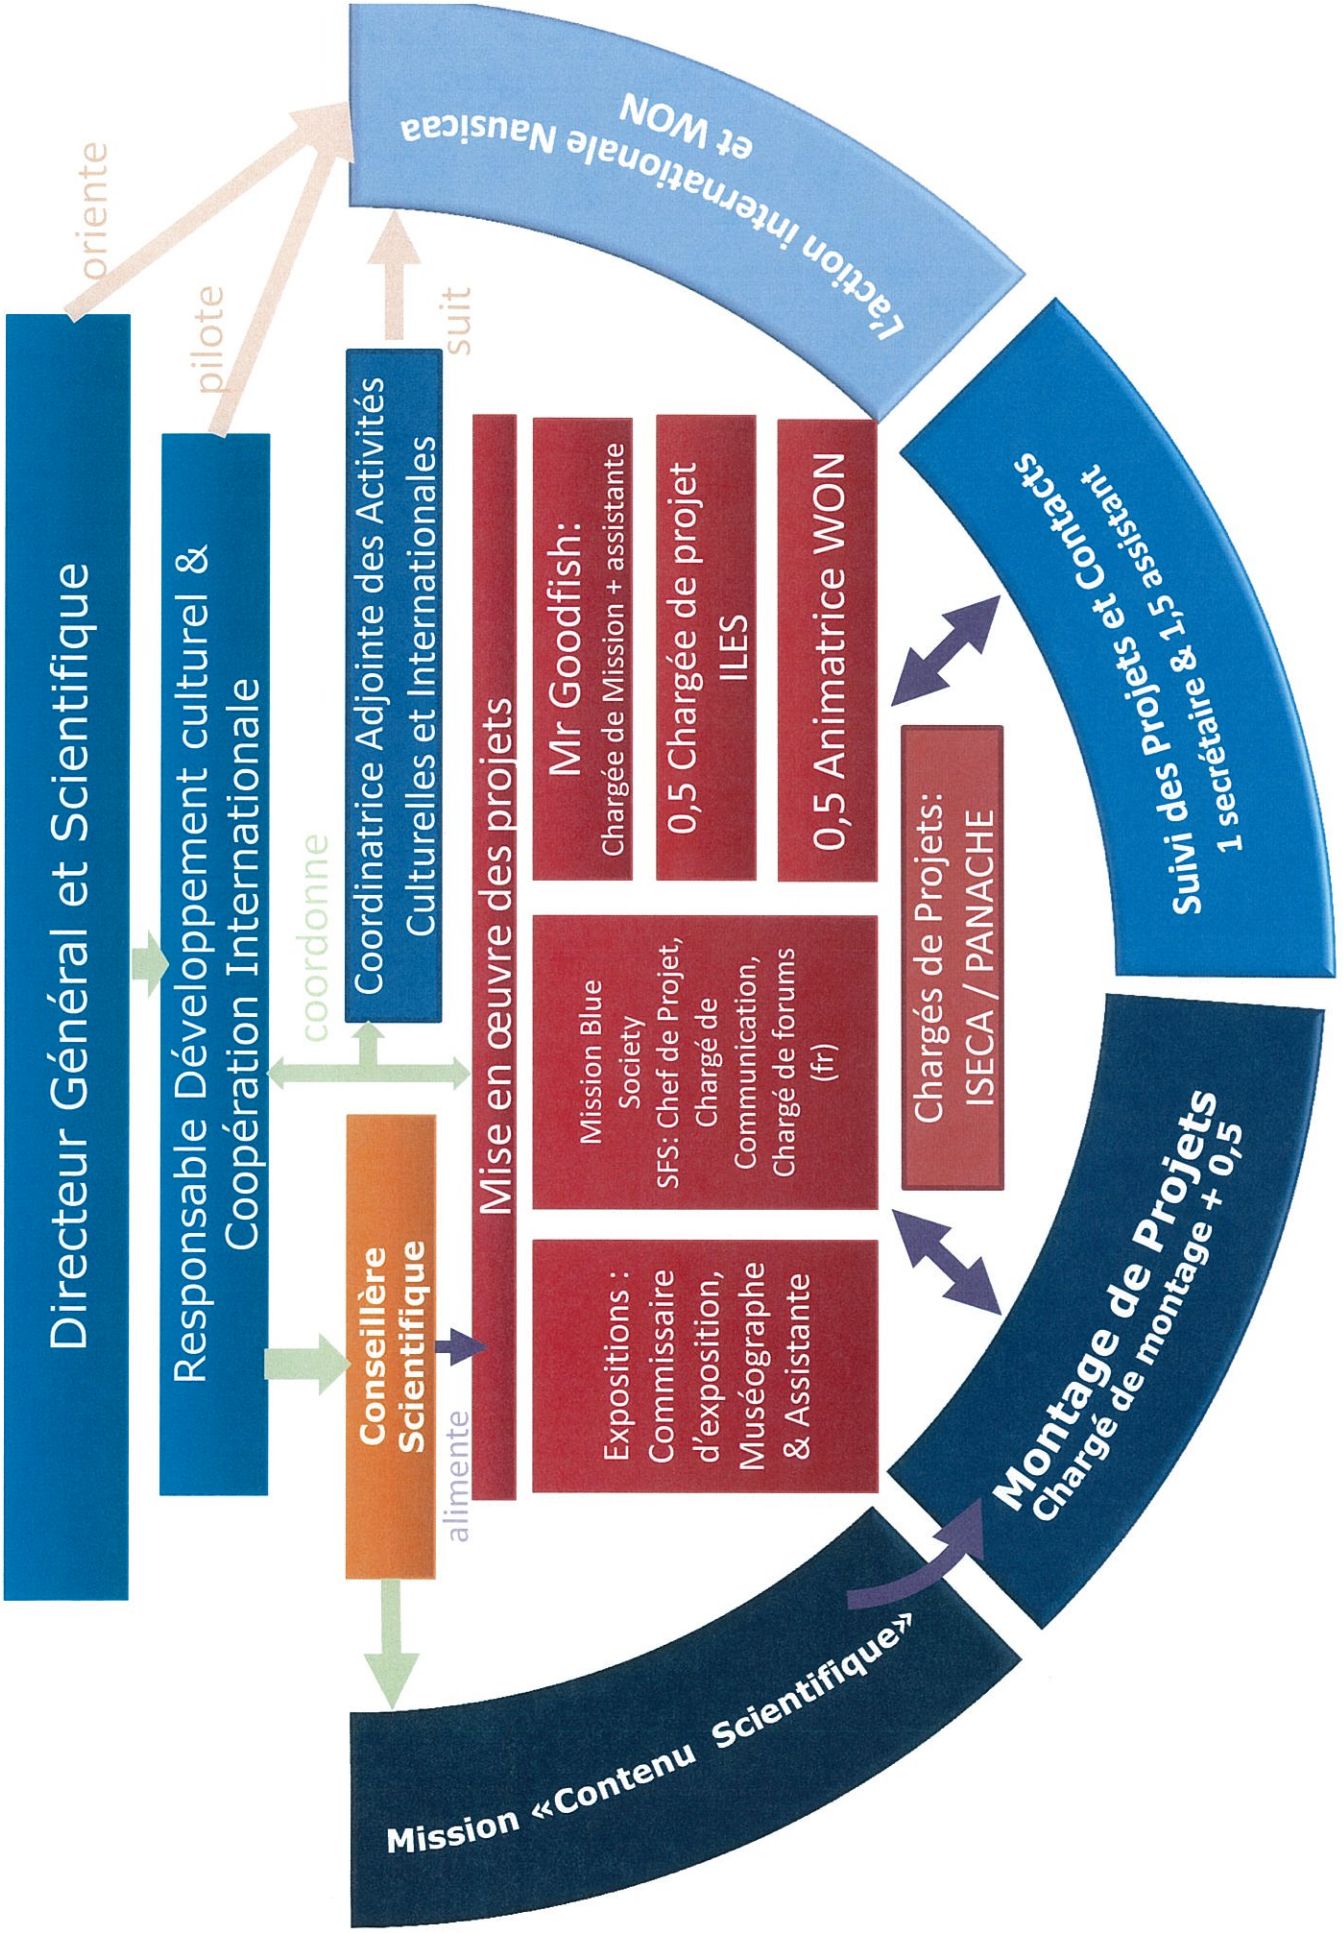 Directeur Général et Scientifique
oriente
Responsable Développement culturel &
Coopération Internationale
pilote
coordonne
Conseillère
Scientifique
Coordinatrice Adjointe des Activités
Culturelles et Internationales
suit
alimente
Mise en œuvre des projets
Expositions :
Commissaire
d'exposition,
Muséographe
& Assistante
Mission Blue
Society
SFS: Chef de Projet,
Chargé de
Communication,
Chargé de forums
(fr)
Mr Goodfish:
Chargée de Mission + assistante
0,5 Chargée de projet
ILES
0,5 Animatrice WON
Chargés de Projets:
ISECA / PANACHE
Mission «Contenu Scientifique»
Montage de Projets
Chargé de montage + 0,5
Suivi des Projets et Contacts
1 secrétaire & 1,5 assistant
L'action internationale Nausicaa
et WON